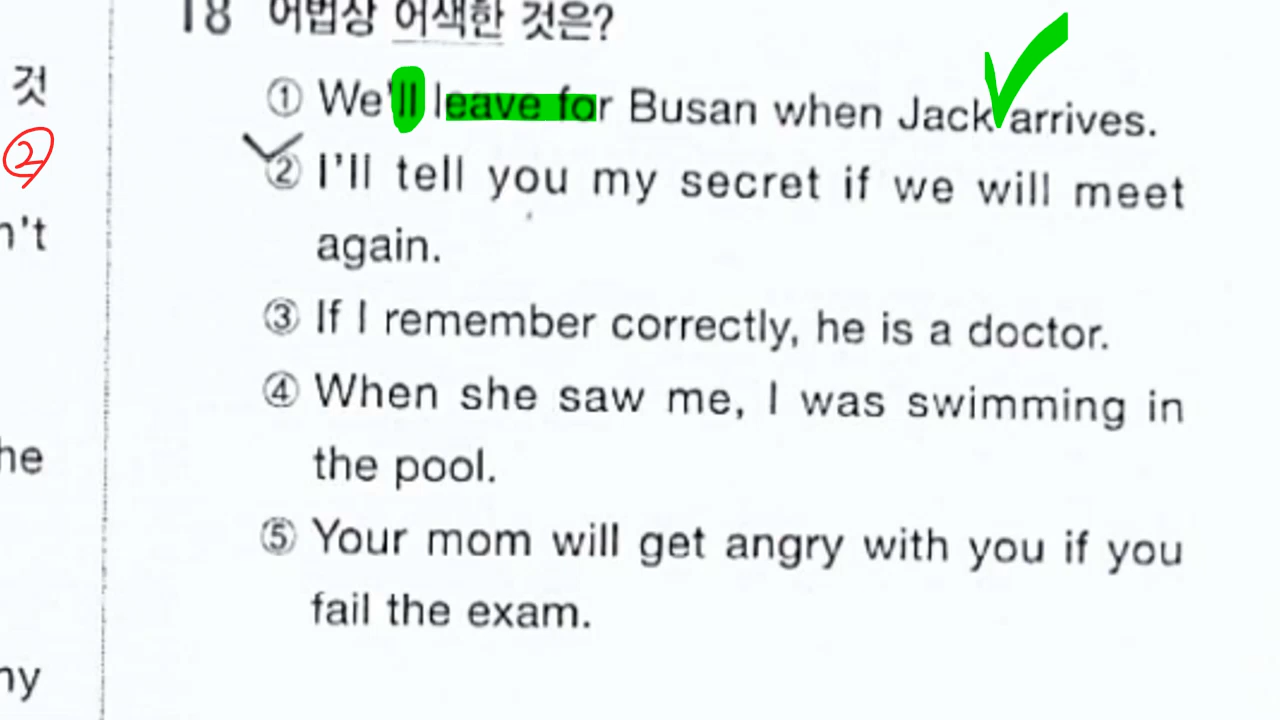 18 어법상 어색한 것은?
① We'll leave for Busan when Jack arrives.
② I'll tell you my secret if we will meet
again.
③ If I remember correctly, he is a doctor.
④ When she saw me, I was swimming in
the pool.
⑤ Your mom will get angry with you if you
fail the exam.
것
②
n't
he
ny